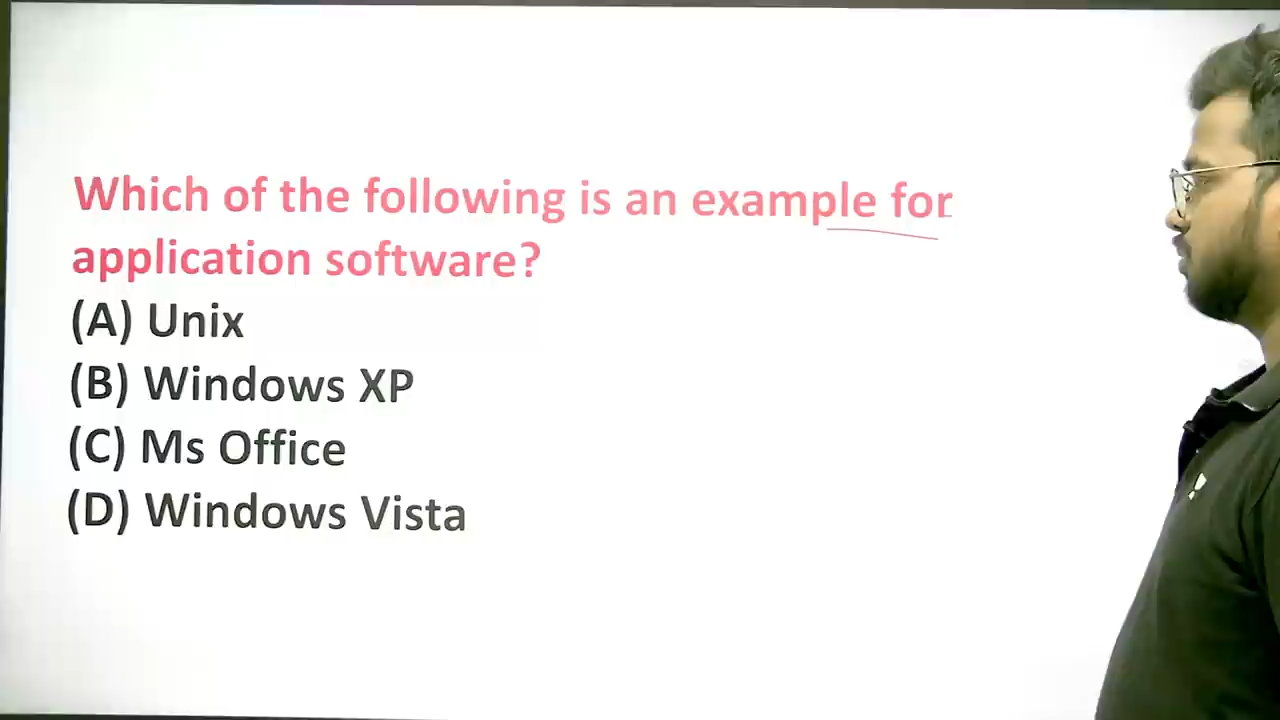 Which of the following is an example for
application software?
(A) Unix
(B) Windows XP
(C) Ms Office
(D) Windows Vista